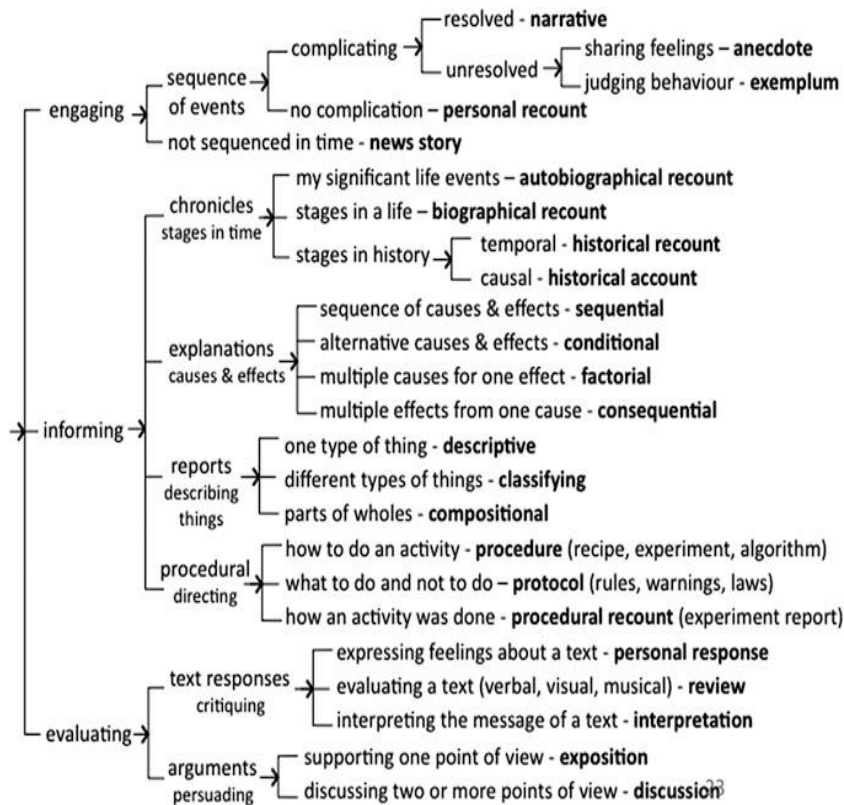 resolved - narrative
complicating
sharing feelings – anecdote
unresolved
judging behaviour - exemplum
sequence
of events
engaging
no complication – personal recount
not sequenced in time - news story
my significant life events – autobiographical recount
chronicles
stages in time
stages in a life – biographical recount
temporal - historical recount
stages in history
causal - historical account
sequence of causes & effects - sequential
alternative causes & effects - conditional
explanations
causes & effects
multiple causes for one effect - factorial
multiple effects from one cause - consequential
informing
one type of thing - descriptive
reports
describing
things
different types of things - classifying
parts of wholes - compositional
how to do an activity - procedure (recipe, experiment, algorithm)
procedural
directing
what to do and not to do – protocol (rules, warnings, laws)
how an activity was done - procedural recount (experiment report)
expressing feelings about a text - personal response
text responses
critiquing
evaluating a text (verbal, visual, musical) - review
interpreting the message of a text - interpretation
evaluating
supporting one point of view - exposition
arguments
persuading
discussing two or more points of view - discussion
23